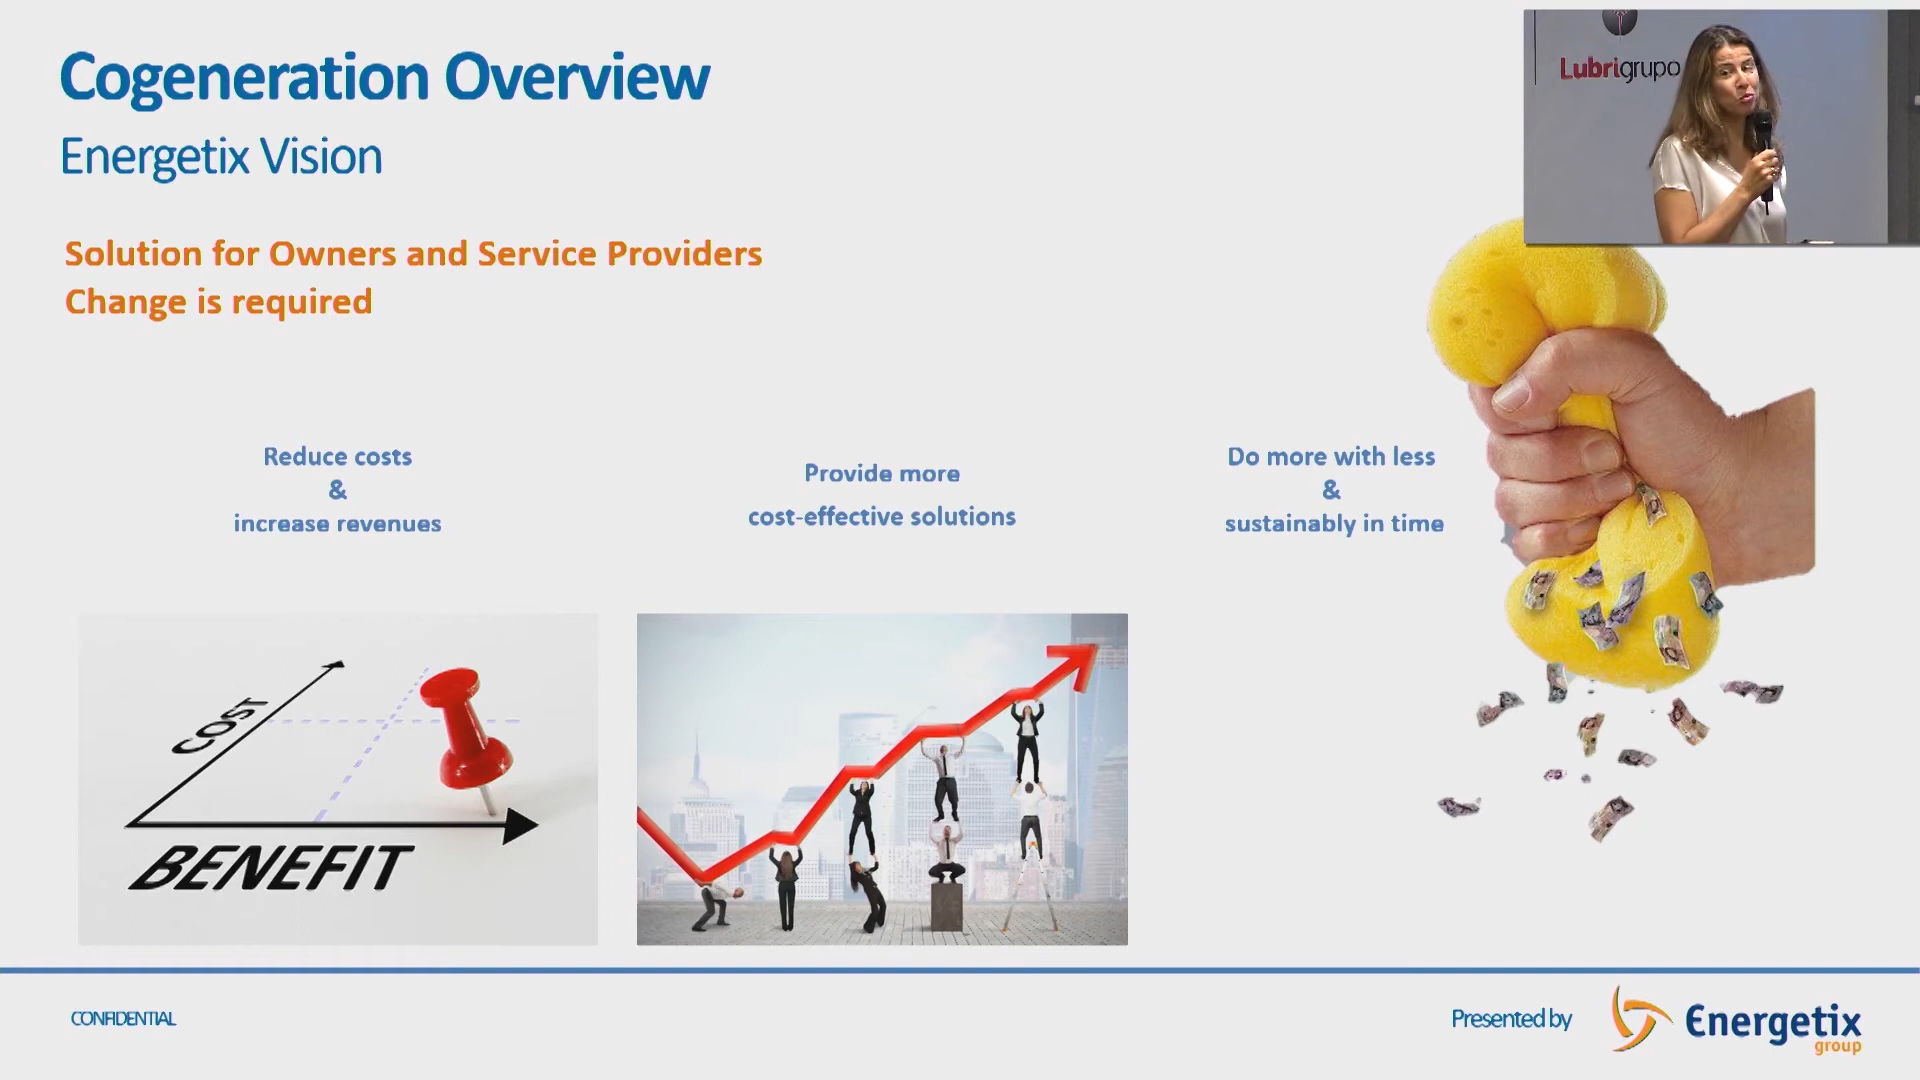 Cogeneration Overview
Energetix Vision
Lubrigrupo
Solution for Owners and Service Providers
Change is required
Reduce costs
&
increase revenues
Provide more
cost-effective solutions
Do more with less
&
sustainably in time
COST
BENEFIT
CONFIDENTIAL
Presented by
Energetix
group